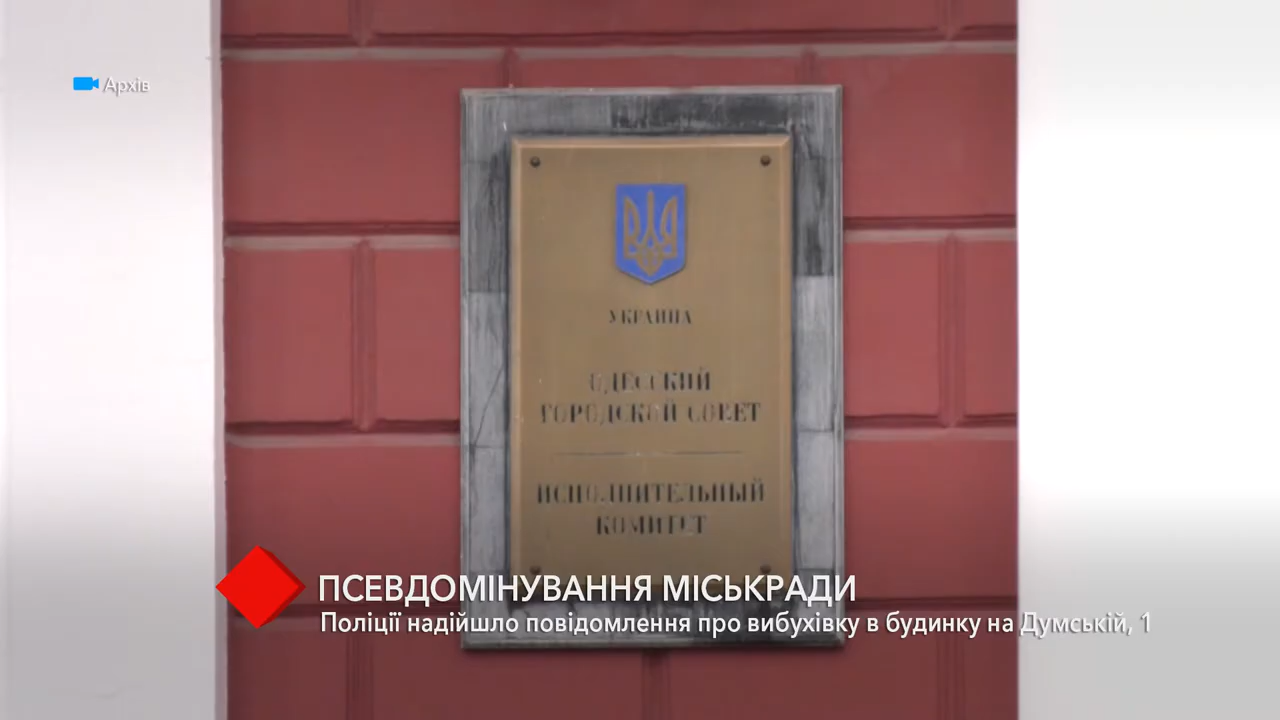 Архів
УКРАИНА
ОДЕССКИЙ
ГОРОДСКОЙ СОВЕТ
ИСПОЛНИТЕЛЬНЫЙ
КОМИТЕТ
ПСЕВДОМІНУВАННЯ МІСЬКРАДИ
Поліції надійшло повідомлення про вибухівку в будинку на Думській, 1